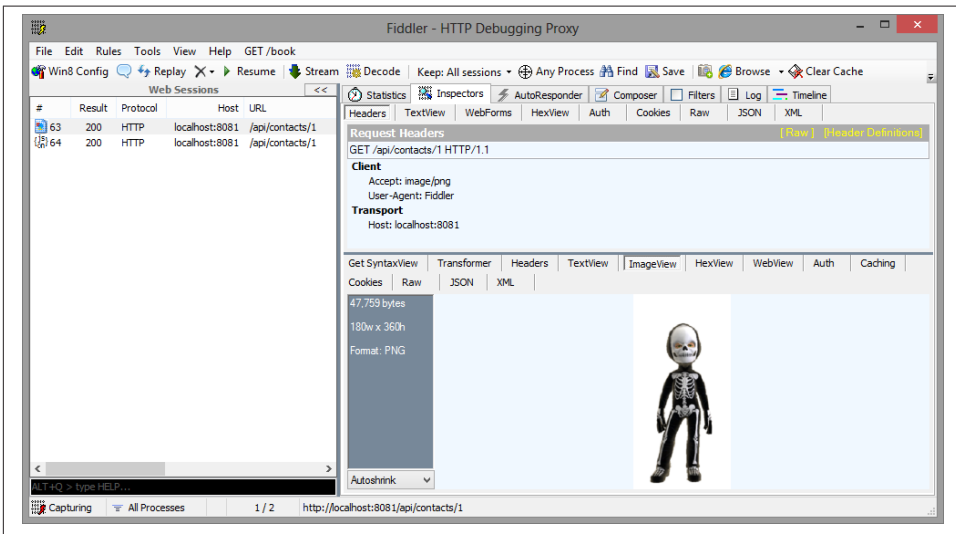 Fiddler - HTTP Debugging Proxy
File Edit Rules Tools View Help GET /book
Win8 Config Replay Resume Stream Decode Keep: All sessions Any Process Find Save Browse Clear Cache
Web Sessions <<
# Result Protocol Host URL
63 200 HTTP localhost:8081 /api/contacts/1
64 200 HTTP localhost:8081 /api/contacts/1
ALT+Q > type HELP...
Statistics Inspectors AutoResponder Composer Filters Log Timeline
Headers TextView WebForms HexView Auth Cookies Raw JSON XML
Request Headers [ Raw ] [Header Definitions]
GET /api/contacts/1 HTTP/1.1
Client
Accept: image/png
User-Agent: Fiddler
Transport
Host: localhost:8081
Get SyntaxView Transformer Headers TextView ImageView HexView WebView Auth Caching
Cookies Raw JSON XML
47,759 bytes
180w x 360h
Format: PNG
Autoshrink
Capturing All Processes 1 / 2 http://localhost:8081/api/contacts/1